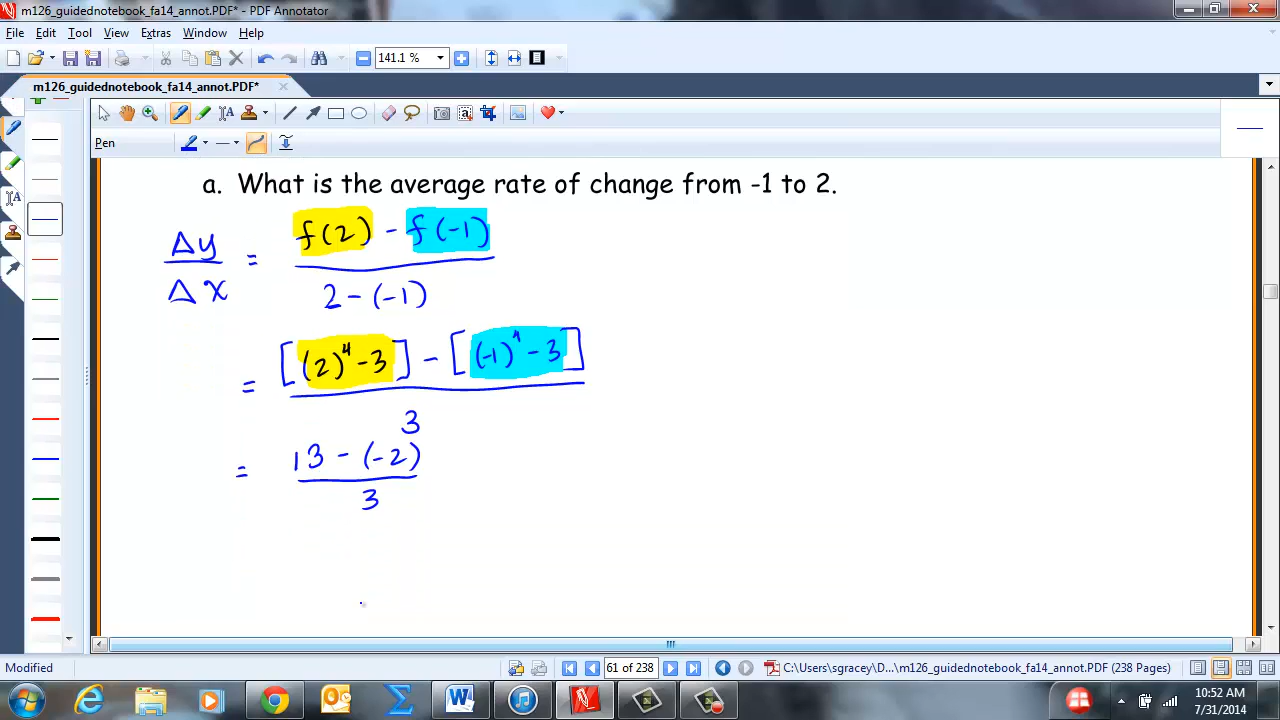 m126_guidednotebook_fa14_annot.PDF* - PDF Annotator
File Edit Tool View Extras Window Help
141.1 %
m126_guidednotebook_fa14_annot.PDF*
Pen
a. What is the average rate of change from -1 to 2.
Δy/Δx = (f(2) - f(-1))/(2-(-1))
= ([(2)^4-3] - [(-1)^4-3])/3
= (13-(-2))/3
61 of 238
C:\Users\sgracey\D...\m126_guidednotebook_fa14_annot.PDF (238 Pages)
Modified
10:52 AM
7/31/2014